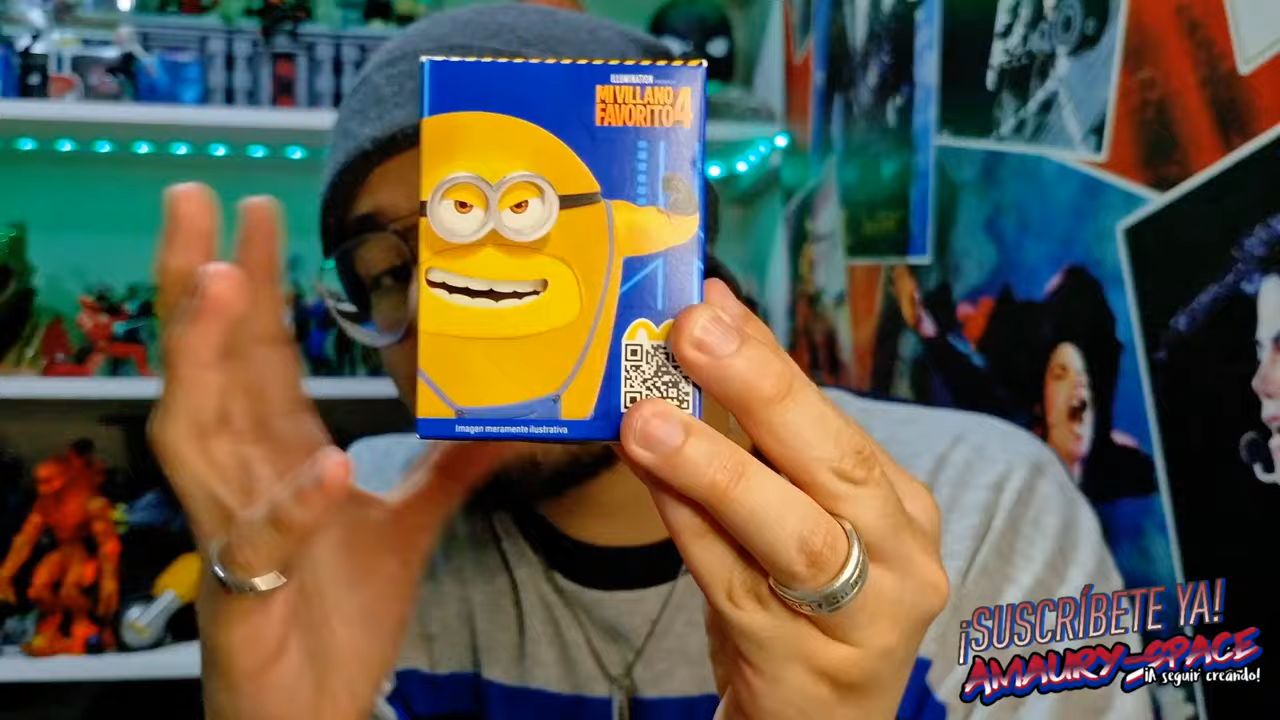 ILLUMINATION
MI VILLANO
FAVORITO 4
Imagen meramente ilustrativa
¡SUSCRÍBETE YA!
AMAURY-SPACE
¡A seguir creando!